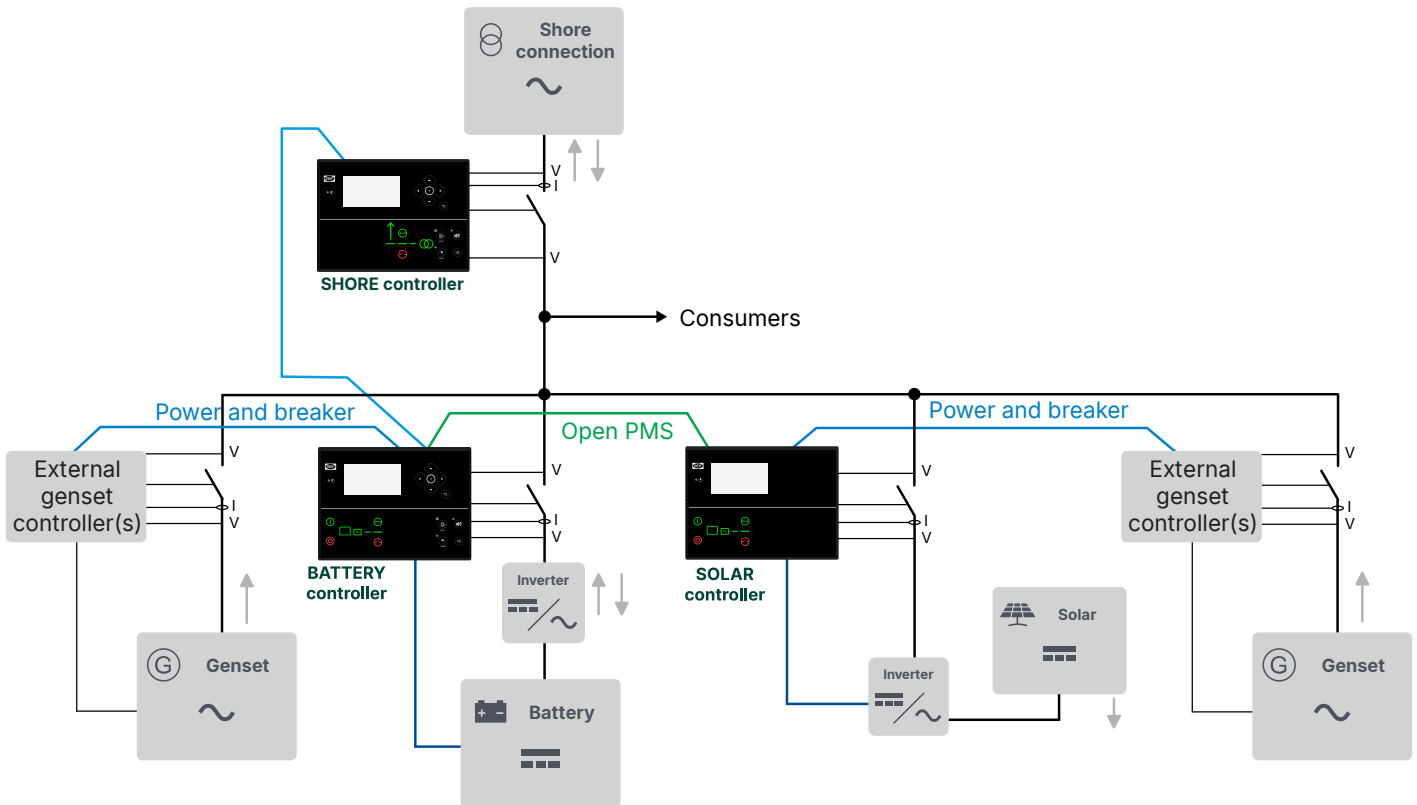 Shore
connection
V
I
V
SHORE controller
Consumers
Power and breaker
Open PMS
Power and breaker
External
genset
controller(s)
V
I
V
V
I
V
BATTERY
controller
Inverter
V
I
V
SOLAR
controller
External
genset
controller(s)
V
I
V
G
Genset
Battery
Inverter
Solar
G
Genset